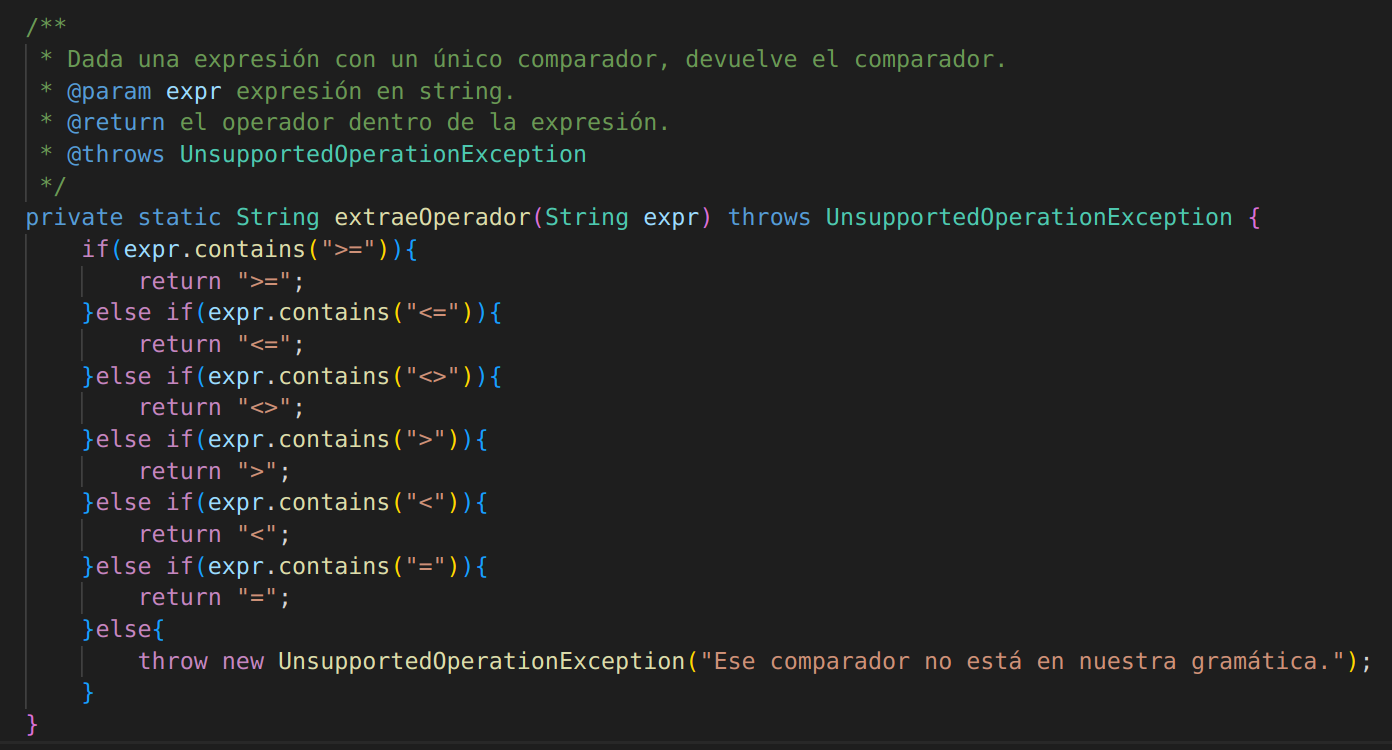 /**
 * Dada una expresión con un único comparador, devuelve el comparador.
 * @param expr expresión en string.
 * @return el operador dentro de la expresión.
 * @throws UnsupportedOperationException
 */
private static String extraeOperador(String expr) throws UnsupportedOperationException {
    if(expr.contains(">=")){
        return ">=";
    }else if(expr.contains("<=")){
        return "<=";
    }else if(expr.contains("<>")){
        return "<>";
    }else if(expr.contains(">")){
        return ">";
    }else if(expr.contains("<")){
        return "<";
    }else if(expr.contains("=")){
        return "=";
    }else{
        throw new UnsupportedOperationException("Ese comparador no está en nuestra gramática.");
    }
}